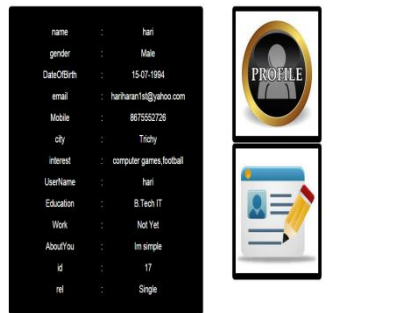 name : hari
gender : Male
DateOfBirth : 15-07-1994
email : hariharan1st@yahoo.com
Mobile : 8675552726
city : Trichy
interest : computer games,football
UserName : hari
Education : B.Tech IT
Work : Not Yet
AboutYou : Im simple
id : 17
rel : Single
PROFILE